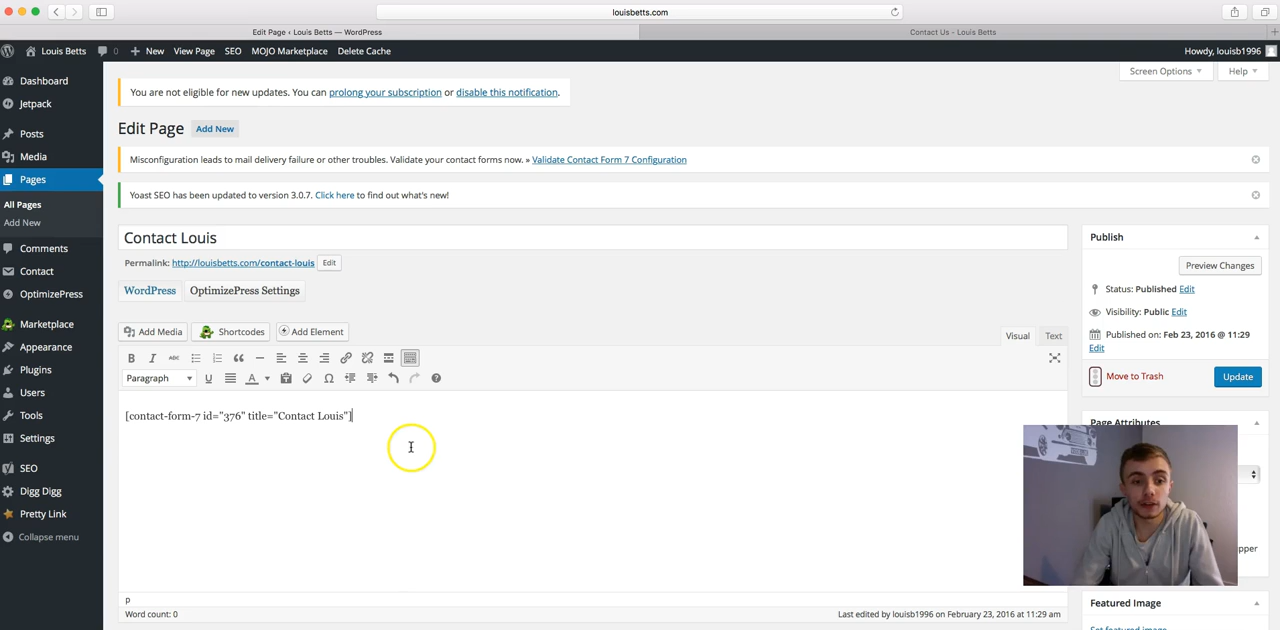 louisbetts.com
Edit Page ‹ Louis Betts — WordPress
Contact Us - Louis Betts
Louis Betts 0 New View Page SEO MOJO Marketplace Delete Cache
Howdy, louisb1996
Screen Options Help
Dashboard
Jetpack
Posts
Media
Pages
All Pages
Add New
Comments
Contact
OptimizePress
Marketplace
Appearance
Plugins
Users
Tools
Settings
SEO
Digg Digg
Pretty Link
Collapse menu
You are not eligible for new updates. You can prolong your subscription or disable this notification.
Edit Page Add New
Misconfiguration leads to mail delivery failure or other troubles. Validate your contact forms now. » Validate Contact Form 7 Configuration
Yoast SEO has been updated to version 3.0.7. Click here to find out what's new!
Contact Louis
Permalink: http://louisbetts.com/contact-louis Edit
WordPress OptimizePress Settings
Add Media Shortcodes Add Element
Visual Text
B I ABC
Paragraph U A Ω
[contact-form-7 id="376" title="Contact Louis"]
p
Word count: 0
Last edited by louisb1996 on February 23, 2016 at 11:29 am
Publish
Preview Changes
Status: Published Edit
Visibility: Public Edit
Published on: Feb 23, 2016 @ 11:29
Edit
Move to Trash
Update
Page Attributes
Featured Image
Set featured image